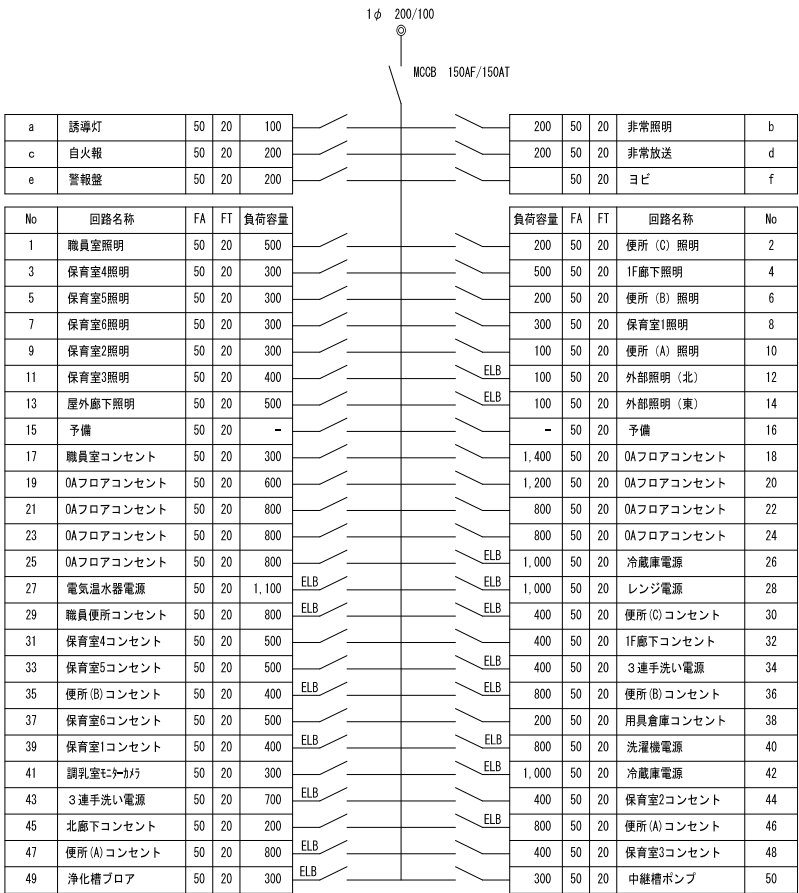 1φ 200/100
MCCB 150AF/150AT
a 誘導灯 50 20 100 200 50 20 非常照明 b
c 自火報 50 20 200 200 50 20 非常放送 d
e 警報盤 50 20 200 50 20 ヨビ f
No 回路名称 FA FT 負荷容量 負荷容量 FA FT 回路名称 No
1 職員室照明 50 20 500 200 50 20 便所 (C) 照明 2
3 保育室4照明 50 20 300 500 50 20 1F廊下照明 4
5 保育室5照明 50 20 300 200 50 20 便所 (B) 照明 6
7 保育室6照明 50 20 300 300 50 20 保育室1照明 8
9 保育室2照明 50 20 300 100 50 20 便所 (A) 照明 10
11 保育室3照明 50 20 400 ELB 100 50 20 外部照明 (北) 12
13 屋外廊下照明 50 20 500 ELB 100 50 20 外部照明 (東) 14
15 予備 50 20 - - 50 20 予備 16
17 職員室コンセント 50 20 300 1,400 50 20 OAフロアコンセント 18
19 OAフロアコンセント 50 20 600 1,200 50 20 OAフロアコンセント 20
21 OAフロアコンセント 50 20 800 800 50 20 OAフロアコンセント 22
23 OAフロアコンセント 50 20 800 800 50 20 OAフロアコンセント 24
25 OAフロアコンセント 50 20 800 ELB 1,000 50 20 冷蔵庫電源 26
27 電気温水器電源 50 20 1,100 ELB ELB 1,000 50 20 レンジ電源 28
29 職員便所コンセント 50 20 800 ELB ELB 400 50 20 便所(C)コンセント 30
31 保育室4コンセント 50 20 500 400 50 20 1F廊下コンセント 32
33 保育室5コンセント 50 20 500 ELB 400 50 20 3連手洗い電源 34
35 便所(B)コンセント 50 20 400 ELB ELB 800 50 20 便所(B)コンセント 36
37 保育室6コンセント 50 20 500 200 50 20 用具倉庫コンセント 38
39 保育室1コンセント 50 20 400 ELB ELB 800 50 20 洗濯機電源 40
41 調乳室モニターカメラ 50 20 300 ELB 1,000 50 20 冷蔵庫電源 42
43 3連手洗い電源 50 20 700 ELB 400 50 20 保育室2コンセント 44
45 北廊下コンセント 50 20 200 ELB 800 50 20 便所(A)コンセント 46
47 便所(A)コンセント 50 20 800 ELB 400 50 20 保育室3コンセント 48
49 浄化槽ブロア 50 20 300 ELB 300 50 20 中継槽ポンプ 50